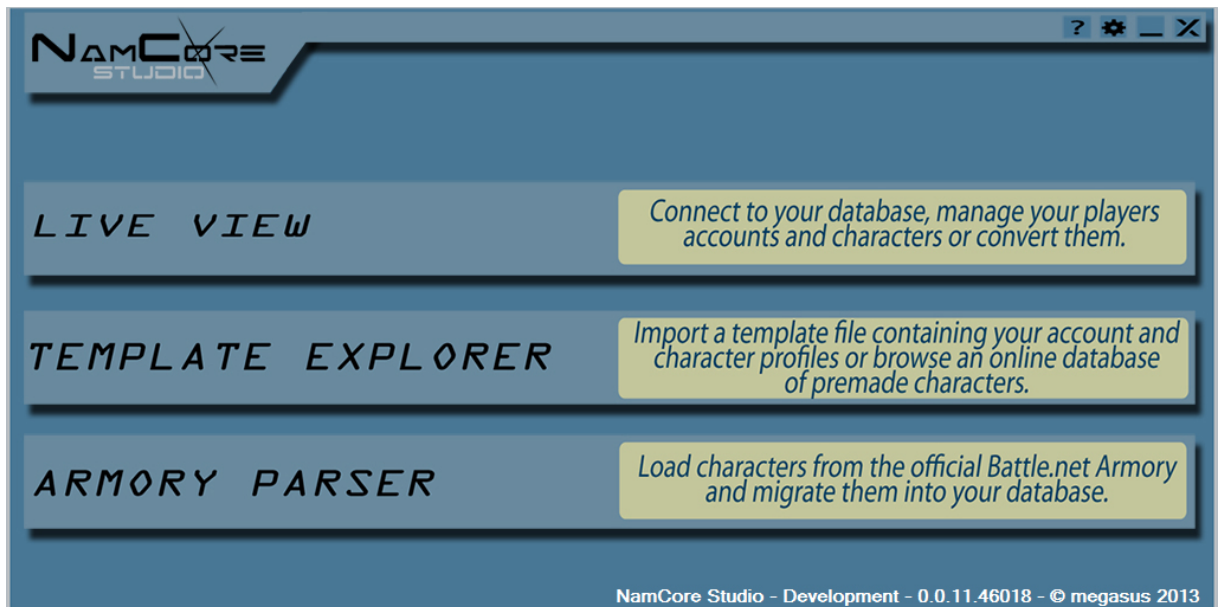 NAMCORE
STUDIO
?
LIVE VIEW
Connect to your database, manage your players
accounts and characters or convert them.
TEMPLATE EXPLORER
Import a template file containing your account and
character profiles or browse an online database
of premade characters.
ARMORY PARSER
Load characters from the official Battle.net Armory
and migrate them into your database.
NamCore Studio - Development - 0.0.11.46018 - © megasus 2013